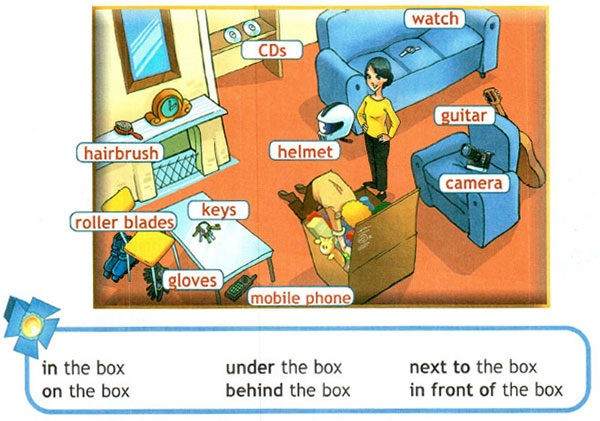 watch
CDs
guitar
hairbrush
helmet
camera
roller blades
keys
gloves
mobile phone
in the box
under the box
next to the box
on the box
behind the box
in front of the box